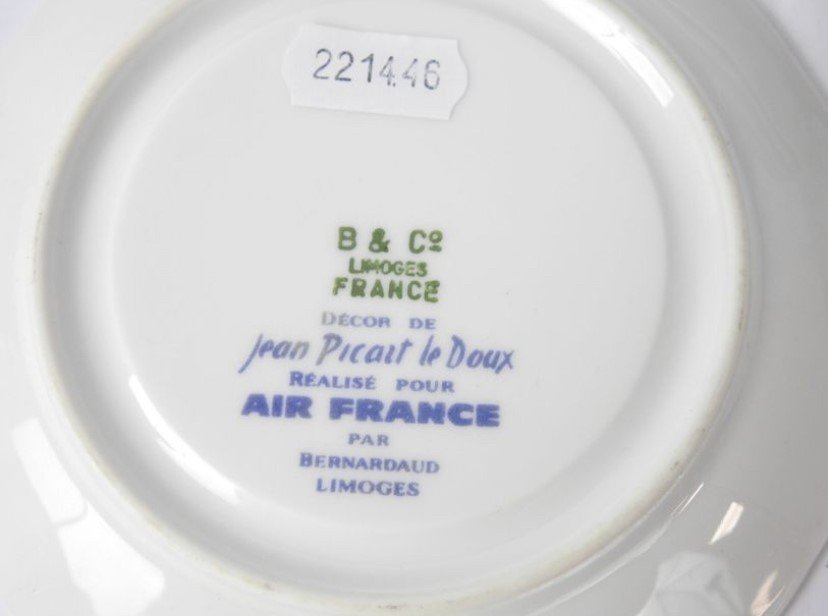 221446
B & Cº
LIMOGES
FRANCE
DÉCOR DE
Jean Picart le Doux
RÉALISÉ POUR
AIR FRANCE
PAR
BERNARDAUD
LIMOGES